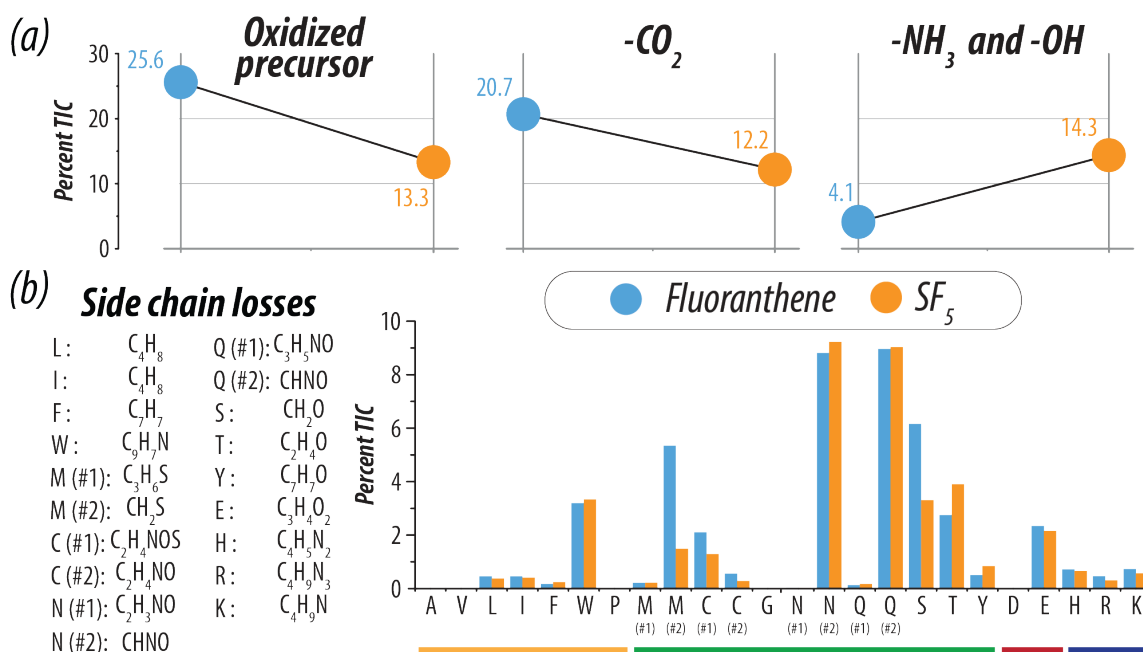 (a)
Oxidized precursor
-CO₂
-NH₃ and -OH
Percent TIC
30
20
10
0
25.6
13.3
20.7
12.2
4.1
14.3
(b)
Side chain losses
L: C₄H₈
I: C₄H₈
F: C₇H₇
W: C₉H₇N
M (#1): C₃H₆S
M (#2): CH₂S
C (#1): C₂H₄NOS
C (#2): C₂H₄NO
N (#1): C₂H₃NO
N (#2): CHNO
Q (#1): C₃H₅NO
Q (#2): CHNO
S: CH₂O
T: C₂H₄O
Y: C₇H₇O
E: C₃H₄O₂
H: C₄H₅N₂
R: C₄H₉N₃
K: C₄H₉N
Fluoranthene SF₅
Percent TIC
10
8
6
4
2
0
A V L I F W P M M C C G N N Q Q S T Y D E H R K
(#1) (#2) (#1) (#2) (#1) (#2) (#1) (#2)